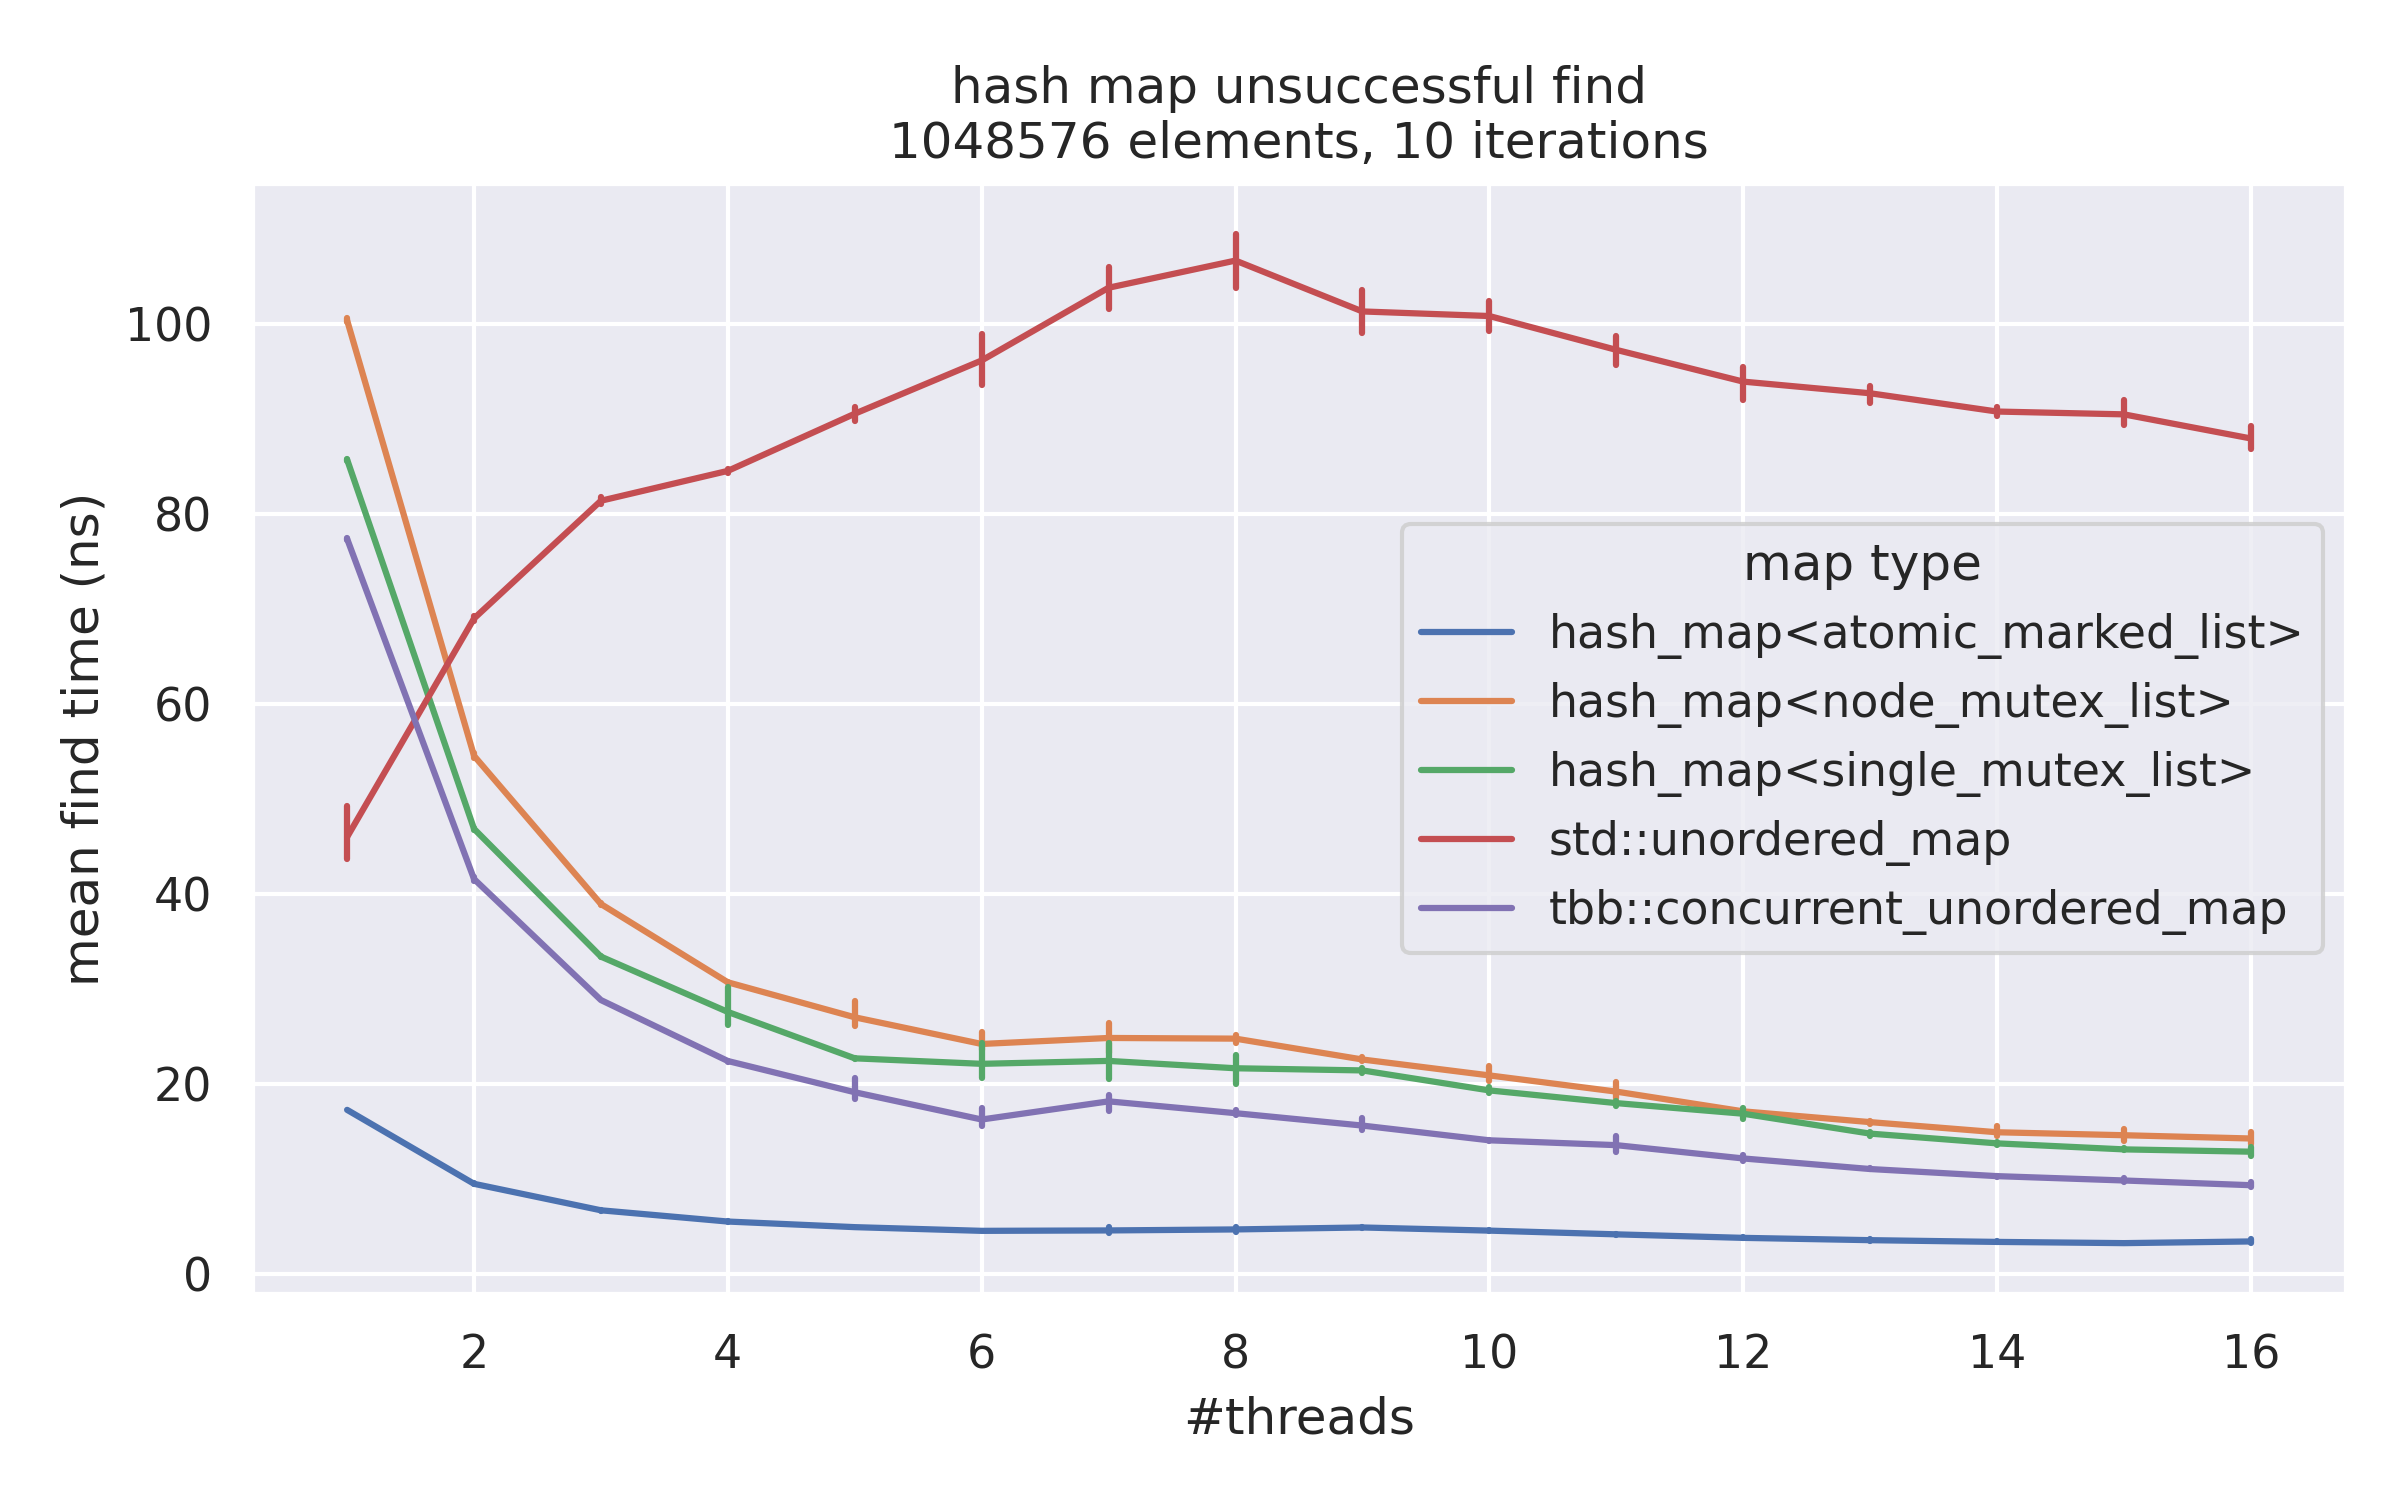 hash map unsuccessful find
1048576 elements, 10 iterations
mean find time (ns)
100
80
60
40
20
0
map type
hash_map<atomic_marked_list>
hash_map<node_mutex_list>
hash_map<single_mutex_list>
std::unordered_map
tbb::concurrent_unordered_map
2 4 6 8 10 12 14 16
#threads